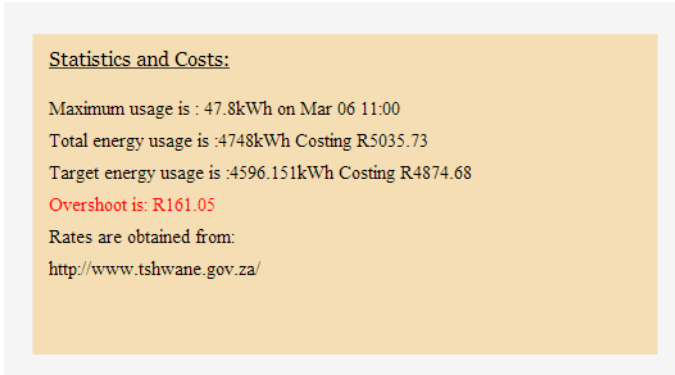 Statistics and Costs:
Maximum usage is : 47.8kWh on Mar 06 11:00
Total energy usage is :4748kWh Costing R5035.73
Target energy usage is :4596.151kWh Costing R4874.68
Overshoot is: R161.05
Rates are obtained from:
http://www.tshwane.gov.za/